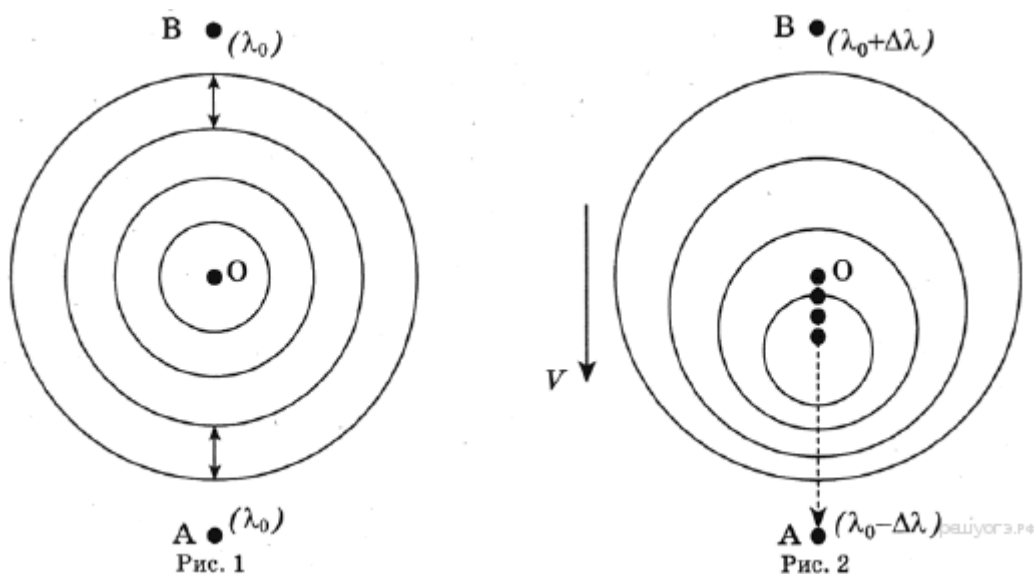 B
(λ₀)
O
A
(λ₀)
Рис. 1
B
(λ₀+Δλ)
O
V
A
(λ₀−Δλ)
решуогэ.рф
Рис. 2